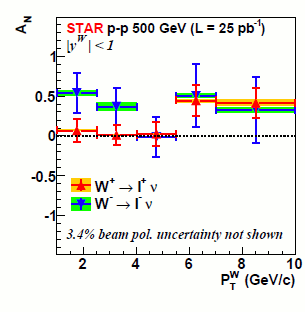 A_N
STAR p-p 500 GeV (L = 25 pb⁻¹)
|y^W| < 1
1
0.5
0
-0.5
-1
W⁺ → l⁺ ν
W⁻ → l⁻ ν
3.4% beam pol. uncertainty not shown
2 4 6 8 10
P_T^W (GeV/c)